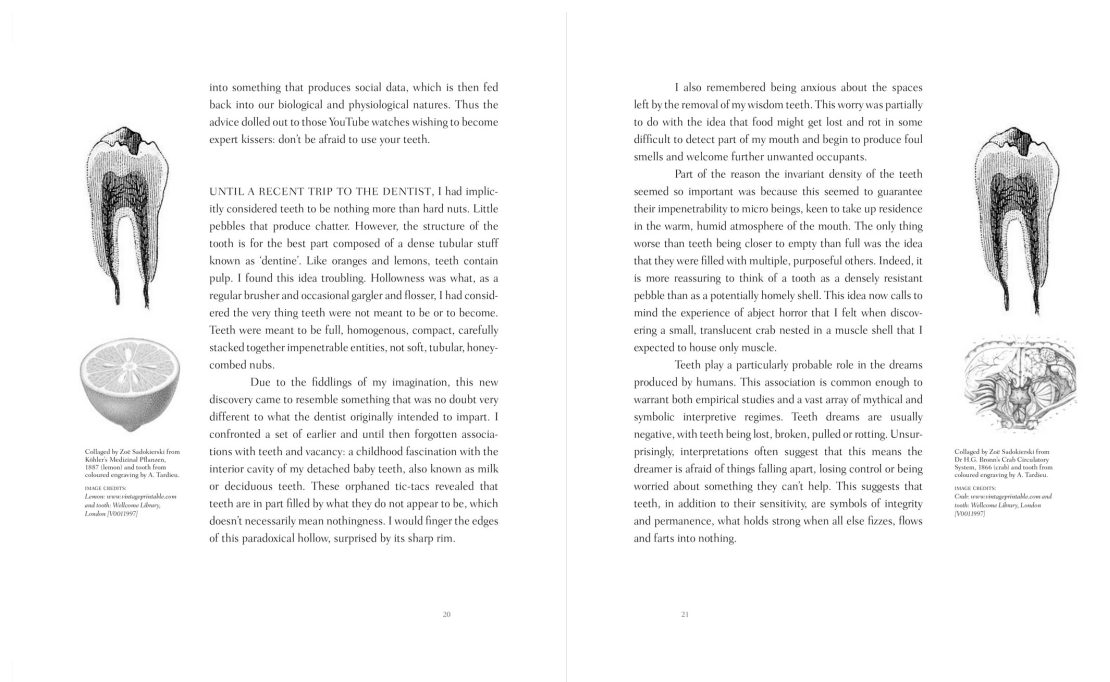 into something that produces social data, which is then fed
back into our biological and physiological natures. Thus the
advice dolled out to those YouTube watches wishing to become
expert kissers: don't be afraid to use your teeth.
UNTIL A RECENT TRIP TO THE DENTIST, I had implic-
itly considered teeth to be nothing more than hard nuts. Little
pebbles that produce chatter. However, the structure of the
tooth is for the best part composed of a dense tubular stuff
known as 'dentine'. Like oranges and lemons, teeth contain
pulp. I found this idea troubling. Hollowness was what, as a
regular brusher and occasional gargler and flosser, I had consid-
ered the very thing teeth were not meant to be or to become.
Teeth were meant to be full, homogenous, compact, carefully
stacked together impenetrable entities, not soft, tubular, honey-
combed nubs.
Due to the fiddlings of my imagination, this new
discovery came to resemble something that was no doubt very
different to what the dentist originally intended to impart. I
confronted a set of earlier and until then forgotten associa-
tions with teeth and vacancy: a childhood fascination with the
interior cavity of my detached baby teeth, also known as milk
or deciduous teeth. These orphaned tic-tacs revealed that
teeth are in part filled by what they do not appear to be, which
doesn't necessarily mean nothingness. I would finger the edges
of this paradoxical hollow, surprised by its sharp rim.
Collaged by Zoë Sadokierski from
Köhler's Medizinal Pflanzen,
1887 (lemon) and tooth from
coloured engraving by A. Tardieu.
IMAGE CREDITS:
Lemon: www.vintageprintable.com
and tooth: Wellcome Library,
London [V0011997]
20
I also remembered being anxious about the spaces
left by the removal of my wisdom teeth. This worry was partially
to do with the idea that food might get lost and rot in some
difficult to detect part of my mouth and begin to produce foul
smells and welcome further unwanted occupants.
Part of the reason the invariant density of the teeth
seemed so important was because this seemed to guarantee
their impenetrability to micro beings, keen to take up residence
in the warm, humid atmosphere of the mouth. The only thing
worse than teeth being closer to empty than full was the idea
that they were filled with multiple, purposeful others. Indeed, it
is more reassuring to think of a tooth as a densely resistant
pebble than as a potentially homely shell. This idea now calls to
mind the experience of abject horror that I felt when discov-
ering a small, translucent crab nested in a muscle shell that I
expected to house only muscle.
Teeth play a particularly probable role in the dreams
produced by humans. This association is common enough to
warrant both empirical studies and a vast array of mythical and
symbolic interpretive regimes. Teeth dreams are usually
negative, with teeth being lost, broken, pulled or rotting. Unsur-
prisingly, interpretations often suggest that this means the
dreamer is afraid of things falling apart, losing control or being
worried about something they can't help. This suggests that
teeth, in addition to their sensitivity, are symbols of integrity
and permanence, what holds strong when all else fizzes, flows
and farts into nothing.
Collaged by Zoë Sadokierski from
Dr H.G. Bronn's Crab Circulatory
System, 1866 (crab) and tooth from
coloured engraving by A. Tardieu.
IMAGE CREDITS:
Crab: www.vintageprintable.com and
tooth: Wellcome Library, London
[V0011997]
21